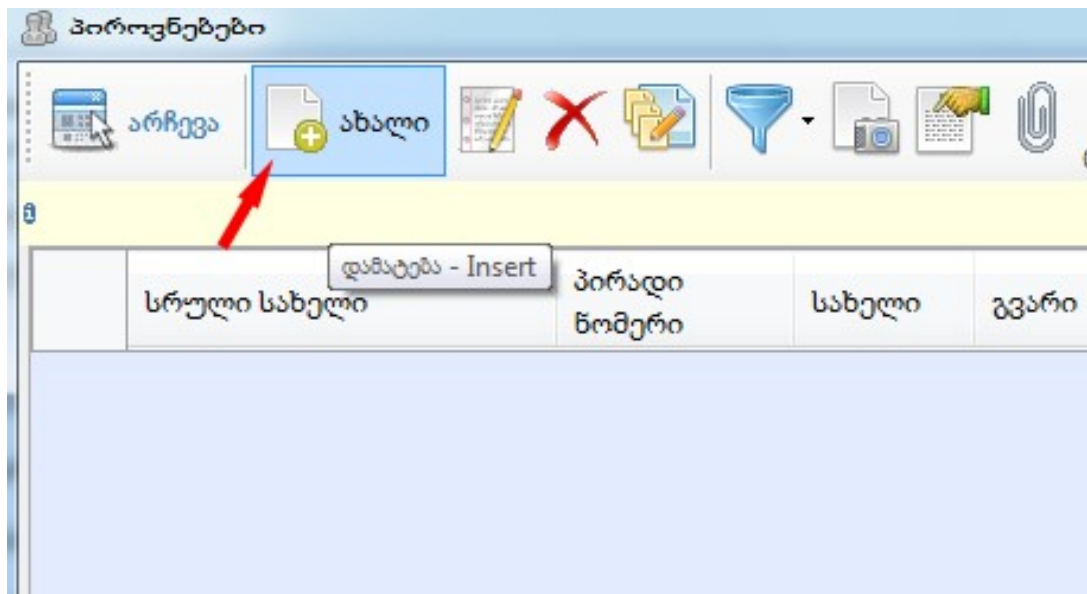 პიროვნებები
არჩევა
ახალი
დამატება - Insert
სრული სახელი
პირადი
ნომერი
სახელი
გვარი